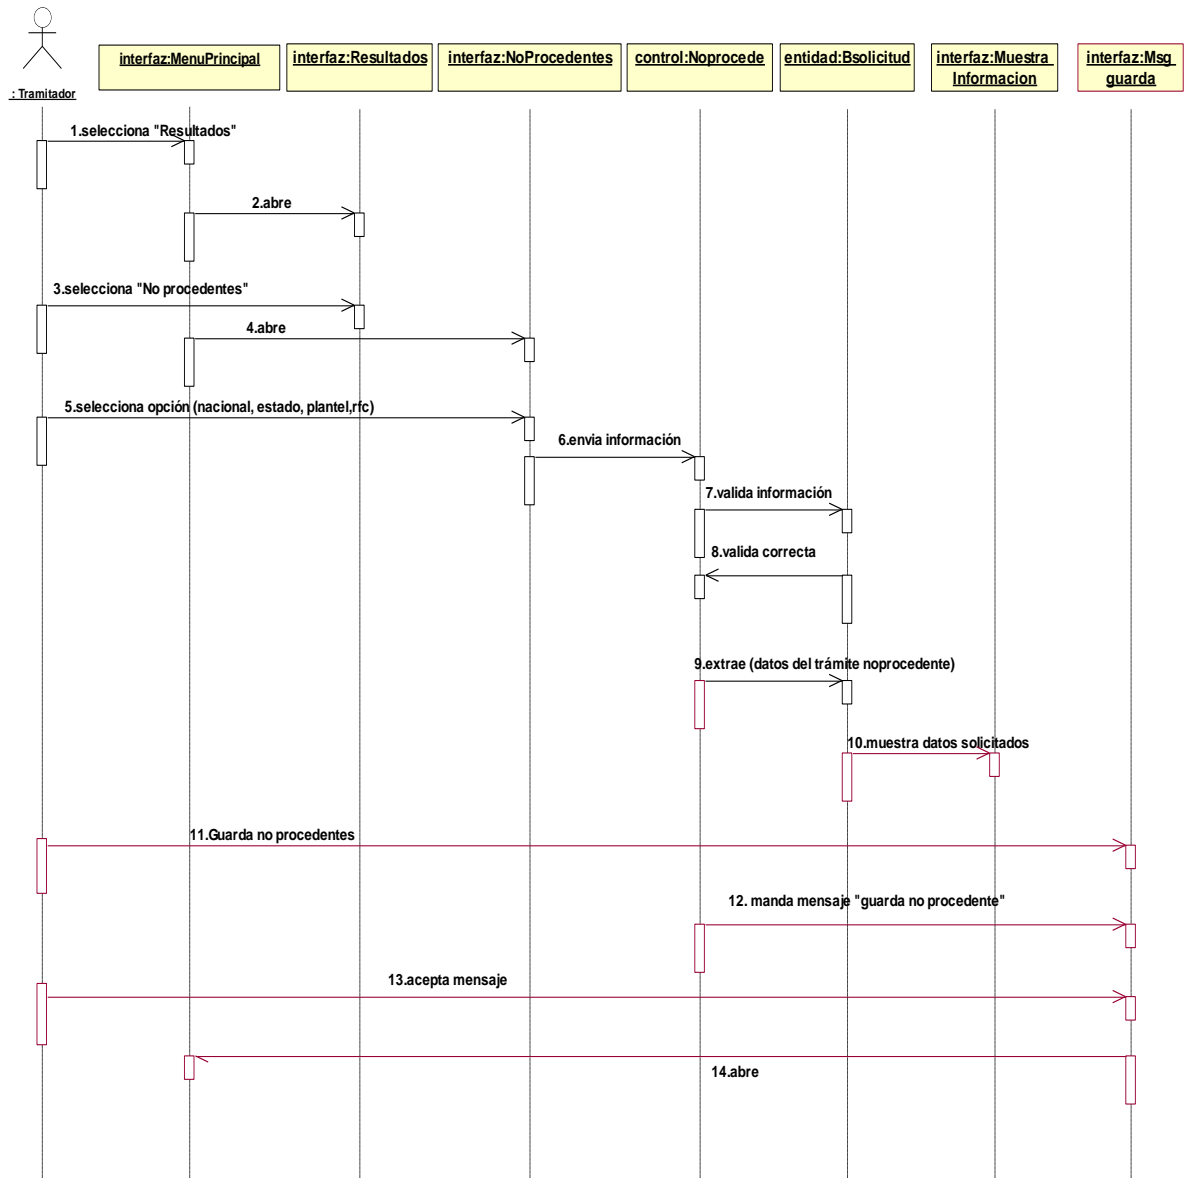 : Tramitador
interfaz:MenuPrincipal
interfaz:Resultados
interfaz:NoProcedentes
control:Noprocede
entidad:Bsolicitud
interfaz:Muestra
Informacion
interfaz:Msg
guarda
1.selecciona "Resultados"
2.abre
3.selecciona "No procedentes"
4.abre
5.selecciona opción (nacional, estado, plantel,rfc)
6.envia información
7.valida información
8.valida correcta
9.extrae (datos del trámite noprocedente)
10.muestra datos solicitados
11.Guarda no procedentes
12. manda mensaje "guarda no procedente"
13.acepta mensaje
14.abre